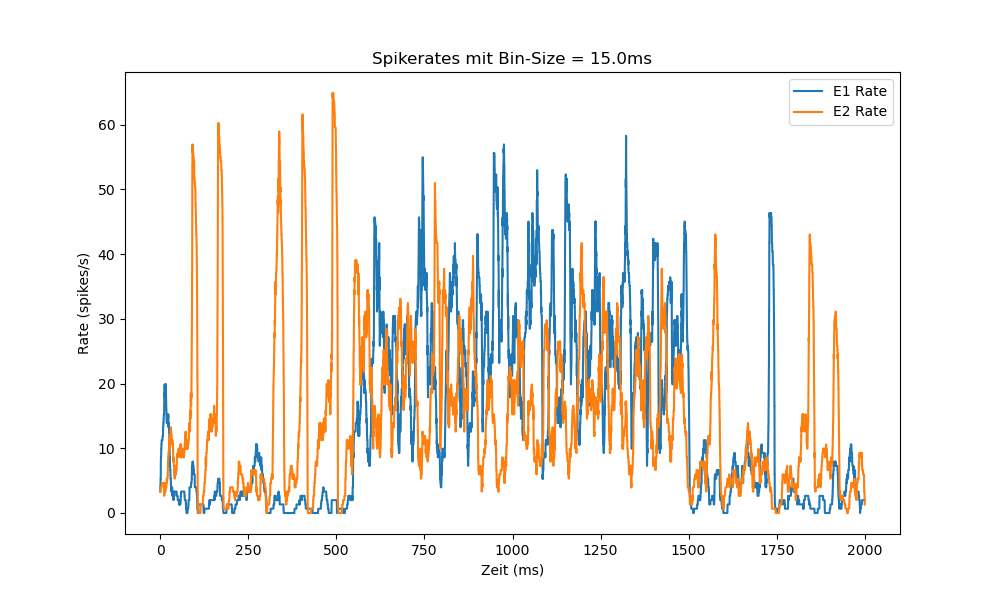 Spikerates mit Bin-Size = 15.0ms
E1 Rate
E2 Rate
Rate (spikes/s)
60
50
40
30
20
10
0
0 250 500 750 1000 1250 1500 1750 2000
Zeit (ms)